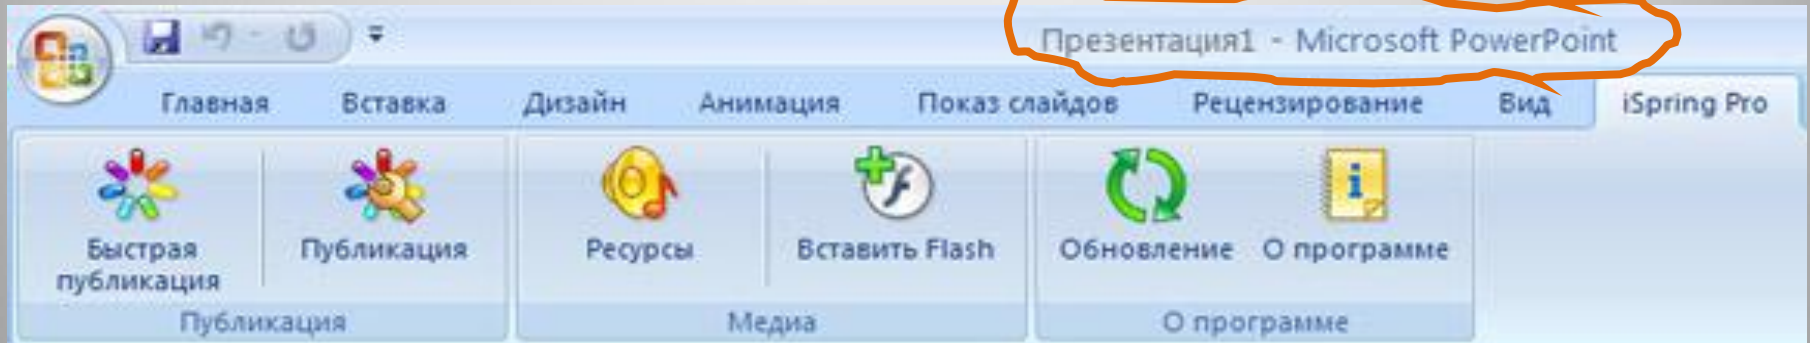 Презентация1 - Microsoft PowerPoint
Главная Вставка Дизайн Анимация Показ слайдов Рецензирование Вид iSpring Pro
Быстрая публикация
Публикация
Ресурсы
Вставить Flash
Обновление
О программе
Публикация
Медиа
О программе